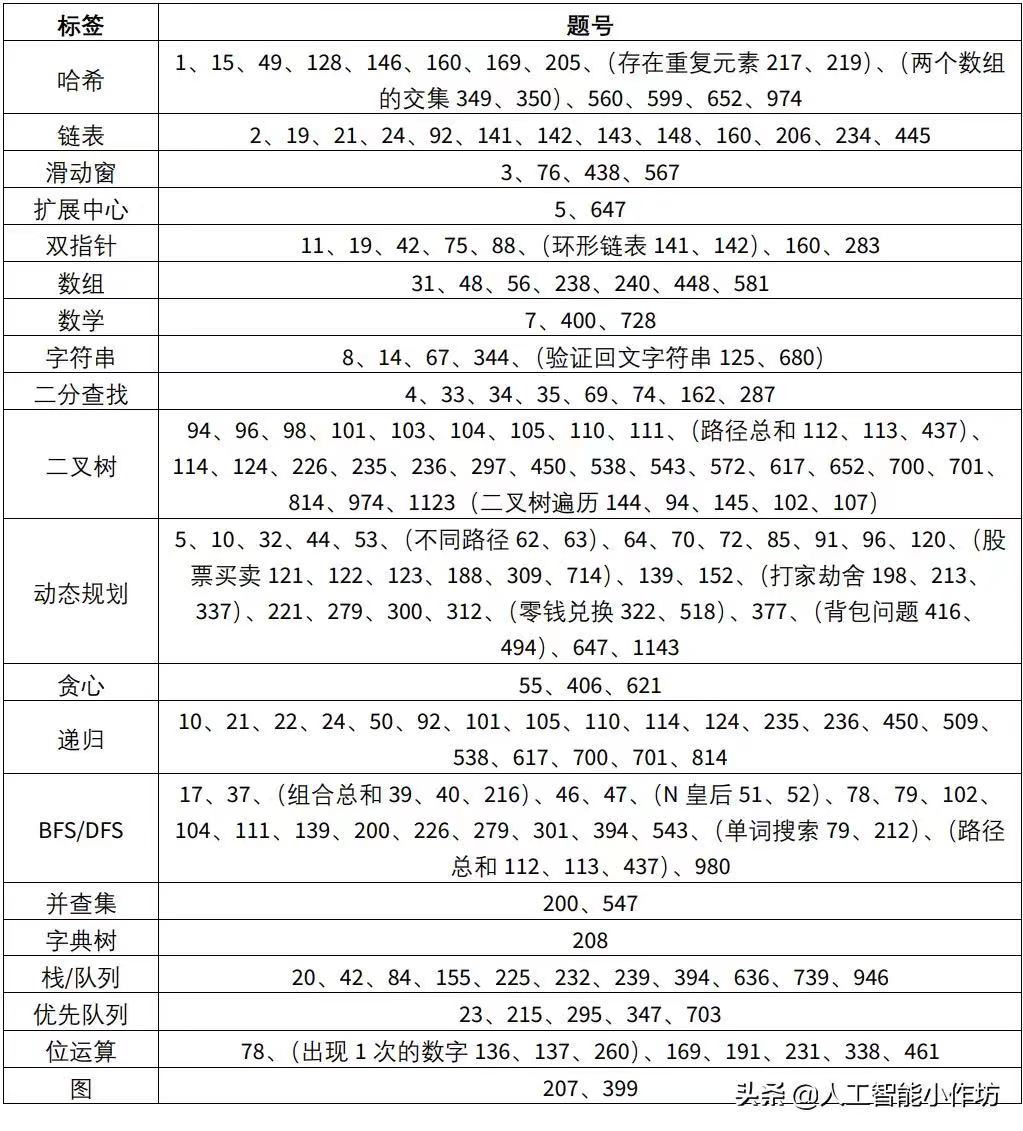 标签 题号
哈希
1、15、49、128、146、160、169、205、（存在重复元素 217、219）、（两个数组
的交集 349、350）、560、599、652、974
链表 2、19、21、24、92、141、142、143、148、160、206、234、445
滑动窗 3、76、438、567
扩展中心 5、647
双指针 11、19、42、75、88、（环形链表 141、142）、160、283
数组 31、48、56、238、240、448、581
数学 7、400、728
字符串 8、14、67、344、（验证回文字符串 125、680）
二分查找 4、33、34、35、69、74、162、287
二叉树
94、96、98、101、103、104、105、110、111、（路径总和 112、113、437）、
114、124、226、235、236、297、450、538、543、572、617、652、700、701、
814、974、1123（二叉树遍历 144、94、145、102、107）
动态规划
5、10、32、44、53、（不同路径 62、63）、64、70、72、85、91、96、120、（股
票买卖 121、122、123、188、309、714）、139、152、（打家劫舍 198、213、
337）、221、279、300、312、（零钱兑换 322、518）、377、（背包问题 416、
494）、647、1143
贪心 55、406、621
递归
10、21、22、24、50、92、101、105、110、114、124、235、236、450、509、
538、617、700、701、814
BFS/DFS
17、37、（组合总和 39、40、216）、46、47、（N 皇后 51、52）、78、79、102、
104、111、139、200、226、279、301、394、543、（单词搜索 79、212）、（路径
总和 112、113、437）、980
并查集 200、547
字典树 208
栈/队列 20、42、84、155、225、232、239、394、636、739、946
优先队列 23、215、295、347、703
位运算 78、（出现 1 次的数字 136、137、260）、169、191、231、338、461
图 207、399
头条 @人工智能小作坊